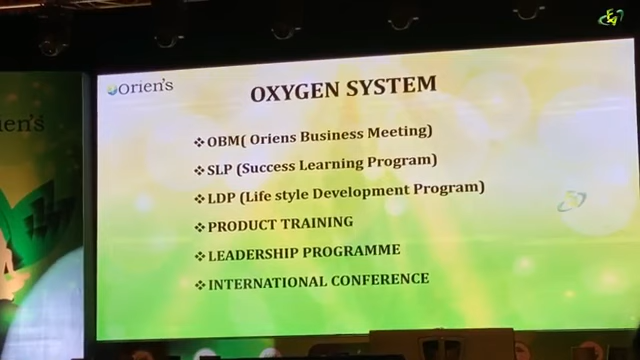 Orien's
OXYGEN SYSTEM
❖OBM( Oriens Business Meeting)
❖SLP (Success Learning Program)
❖LDP (Life style Development Program)
❖PRODUCT TRAINING
❖LEADERSHIP PROGRAMME
❖INTERNATIONAL CONFERENCE
ien's